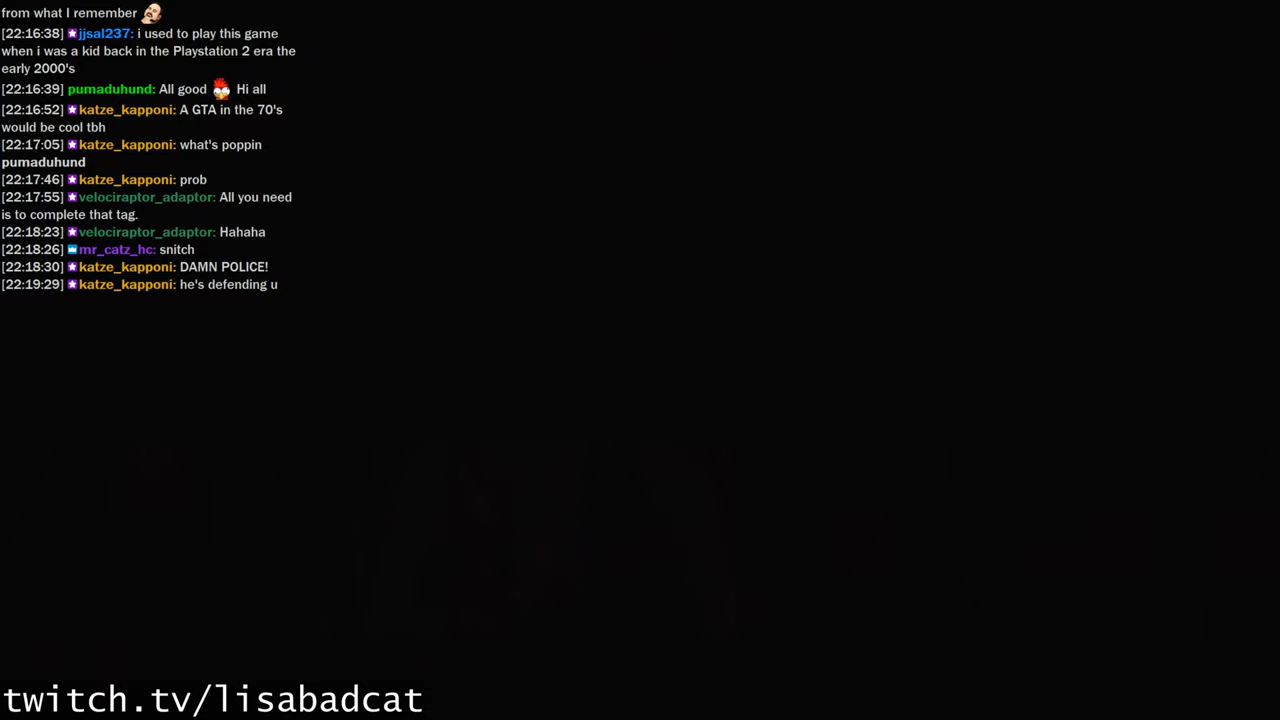 from what I remember
[22:16:38] jjsal237: i used to play this game
when i was a kid back in the Playstation 2 era the
early 2000's
[22:16:39] pumaduhund: All good Hi all
[22:16:52] katze_kapponi: A GTA in the 70's
would be cool tbh
[22:17:05] katze_kapponi: what's poppin
pumaduhund
[22:17:46] katze_kapponi: prob
[22:17:55] velociraptor_adaptor: All you need
is to complete that tag.
[22:18:23] velociraptor_adaptor: Hahaha
[22:18:26] mr_catz_hc: snitch
[22:18:30] katze_kapponi: DAMN POLICE!
[22:19:29] katze_kapponi: he's defending u
twitch.tv/lisabadcat